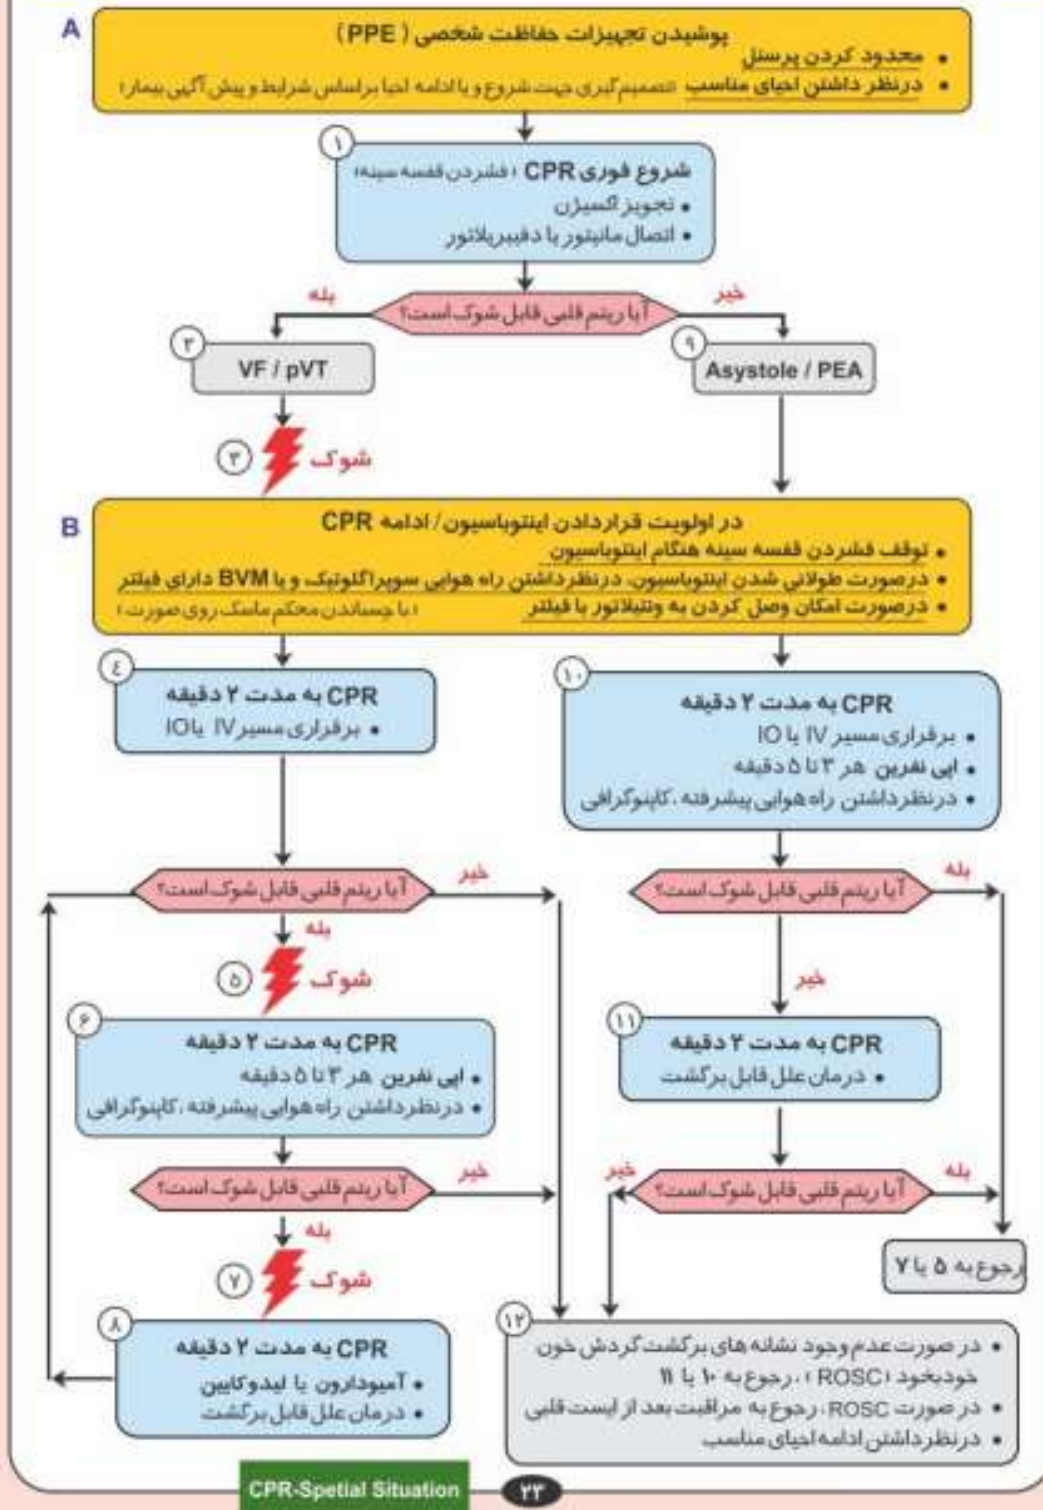 A
پوشیدن تجهیزات حفاظت شخصی (PPE)
• محدود کردن پرسنل
• درنظر داشتن احیای مناسب (تصمیم‌گیری جهت شروع و یا ادامه احیا براساس شرایط و پیش آگهی بیمار)
۱
شروع فوری CPR (فشردن قفسه سینه)
• تجویز اکسیژن
• اتصال مانیتور یا دفیبریلاتور
بله
آیا ریتم قلبی قابل شوک است؟
خیر
۲
VF / pVT
۹
Asystole / PEA
۳
شوک
B
در اولویت قراردادن اینتوباسیون/ ادامه CPR
• توقف فشردن قفسه سینه هنگام اینتوباسیون
• درصورت طولانی شدن اینتوباسیون، درنظرداشتن راه هوایی سوپراگلوتیک و یا BVM دارای فیلتر
• درصورت امکان وصل کردن به ونتیلاتور با فیلتر (با چسباندن محکم ماسک روی صورت)
٤
CPR به مدت ۲ دقیقه
• برقراری مسیر IV یا IO
۱۰
CPR به مدت ۲ دقیقه
• برقراری مسیر IV یا IO
• اپی نفرین هر ۳ تا ۵ دقیقه
• درنظرداشتن راه هوایی پیشرفته، کاپنوگرافی
آیا ریتم قلبی قابل شوک است؟
خیر
بله
آیا ریتم قلبی قابل شوک است؟
بله
خیر
۵
شوک
۶
CPR به مدت ۲ دقیقه
• اپی نفرین هر ۳ تا ۵ دقیقه
• درنظرداشتن راه هوایی پیشرفته، کاپنوگرافی
۱۱
CPR به مدت ۲ دقیقه
• درمان علل قابل برگشت
آیا ریتم قلبی قابل شوک است؟
خیر
بله
خیر
آیا ریتم قلبی قابل شوک است؟
بله
۷
شوک
رجوع به ۵ یا ۷
۸
CPR به مدت ۲ دقیقه
• آمیودارون یا لیدوکایین
• درمان علل قابل برگشت
۱۲
• در صورت عدم وجود نشانه های برگشت گردش خون
خودبخود (ROSC)، رجوع به ۱۰ یا ۱۱
• در صورت ROSC، رجوع به مراقبت بعد از ایست قلبی
• درنظرداشتن ادامه احیای مناسب
CPR-Spetial Situation
۲۳